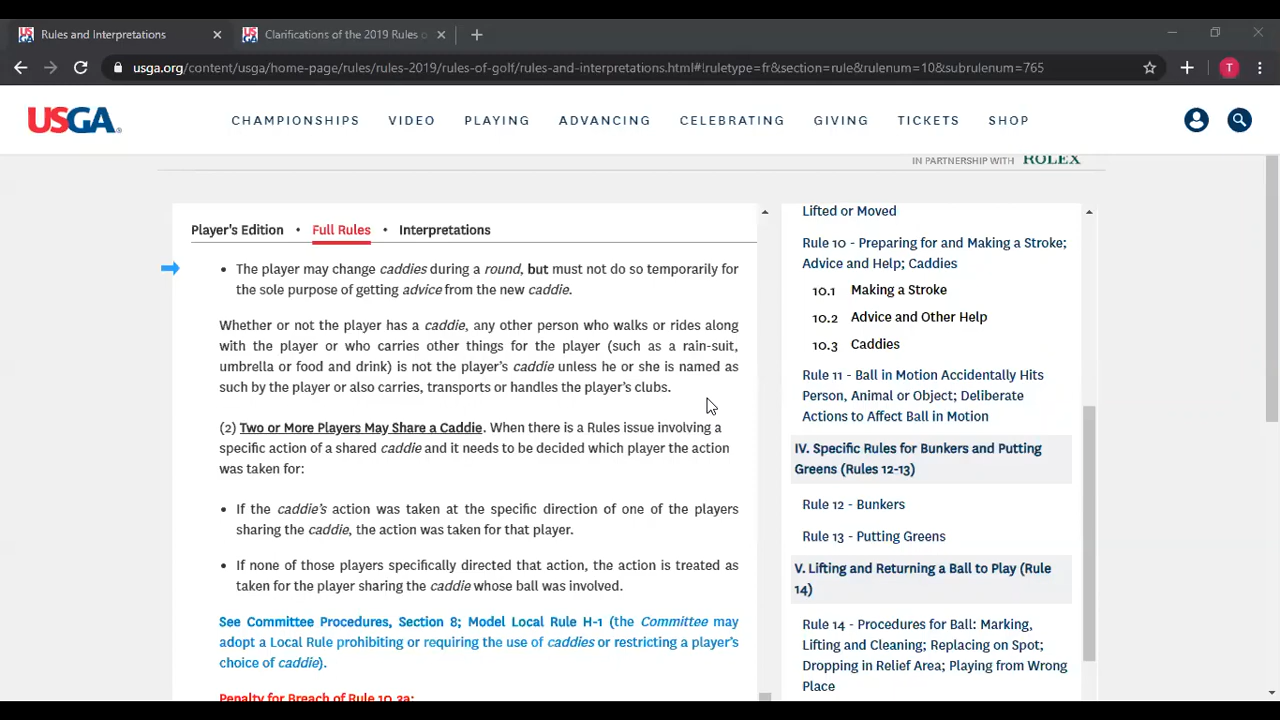 Rules and Interpretations
Clarifications of the 2019 Rules o
usga.org/content/usga/home-page/rules/rules-2019/rules-of-golf/rules-and-interpretations.html#!ruletype=fr&section=rule&rulenum=10&subrulenum=765
T
USGA
CHAMPIONSHIPS VIDEO PLAYING ADVANCING CELEBRATING GIVING TICKETS SHOP
IN PARTNERSHIP WITH ROLEX
Player's Edition • Full Rules • Interpretations
• The player may change caddies during a round, but must not do so temporarily for
the sole purpose of getting advice from the new caddie.
Whether or not the player has a caddie, any other person who walks or rides along
with the player or who carries other things for the player (such as a rain-suit,
umbrella or food and drink) is not the player's caddie unless he or she is named as
such by the player or also carries, transports or handles the player's clubs.
(2) Two or More Players May Share a Caddie. When there is a Rules issue involving a
specific action of a shared caddie and it needs to be decided which player the action
was taken for:
• If the caddie's action was taken at the specific direction of one of the players
sharing the caddie, the action was taken for that player.
• If none of those players specifically directed that action, the action is treated as
taken for the player sharing the caddie whose ball was involved.
See Committee Procedures, Section 8; Model Local Rule H-1 (the Committee may
adopt a Local Rule prohibiting or requiring the use of caddies or restricting a player's
choice of caddie).
Penalty for Breach of Rule 10.3a:
Lifted or Moved
Rule 10 - Preparing for and Making a Stroke;
Advice and Help; Caddies
10.1 Making a Stroke
10.2 Advice and Other Help
10.3 Caddies
Rule 11 - Ball in Motion Accidentally Hits
Person, Animal or Object; Deliberate
Actions to Affect Ball in Motion
IV. Specific Rules for Bunkers and Putting
Greens (Rules 12-13)
Rule 12 - Bunkers
Rule 13 - Putting Greens
V. Lifting and Returning a Ball to Play (Rule
14)
Rule 14 - Procedures for Ball: Marking,
Lifting and Cleaning; Replacing on Spot;
Dropping in Relief Area; Playing from Wrong
Place